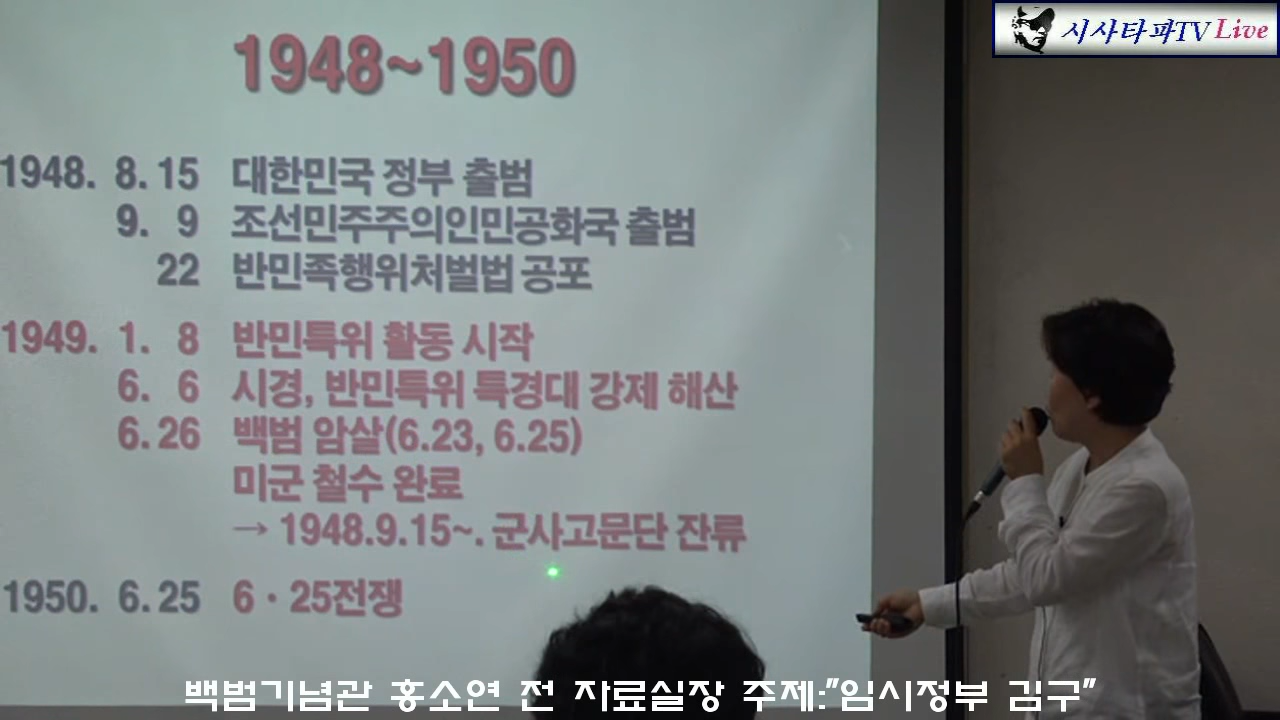 시사타파TV Live
1948~1950
1948. 8. 15 대한민국 정부 출범
9. 9 조선민주주의인민공화국 출범
22 반민족행위처벌법 공포
1949. 1. 8 반민특위 활동 시작
6. 6 시경, 반민특위 특경대 강제 해산
6. 26 백범 암살(6.23, 6.25)
미군 철수 완료
→ 1948.9.15~. 군사고문단 잔류
1950. 6. 25 6·25전쟁
백범기념관 홍소연 전 자료실장 주제:"임시정부 김구"